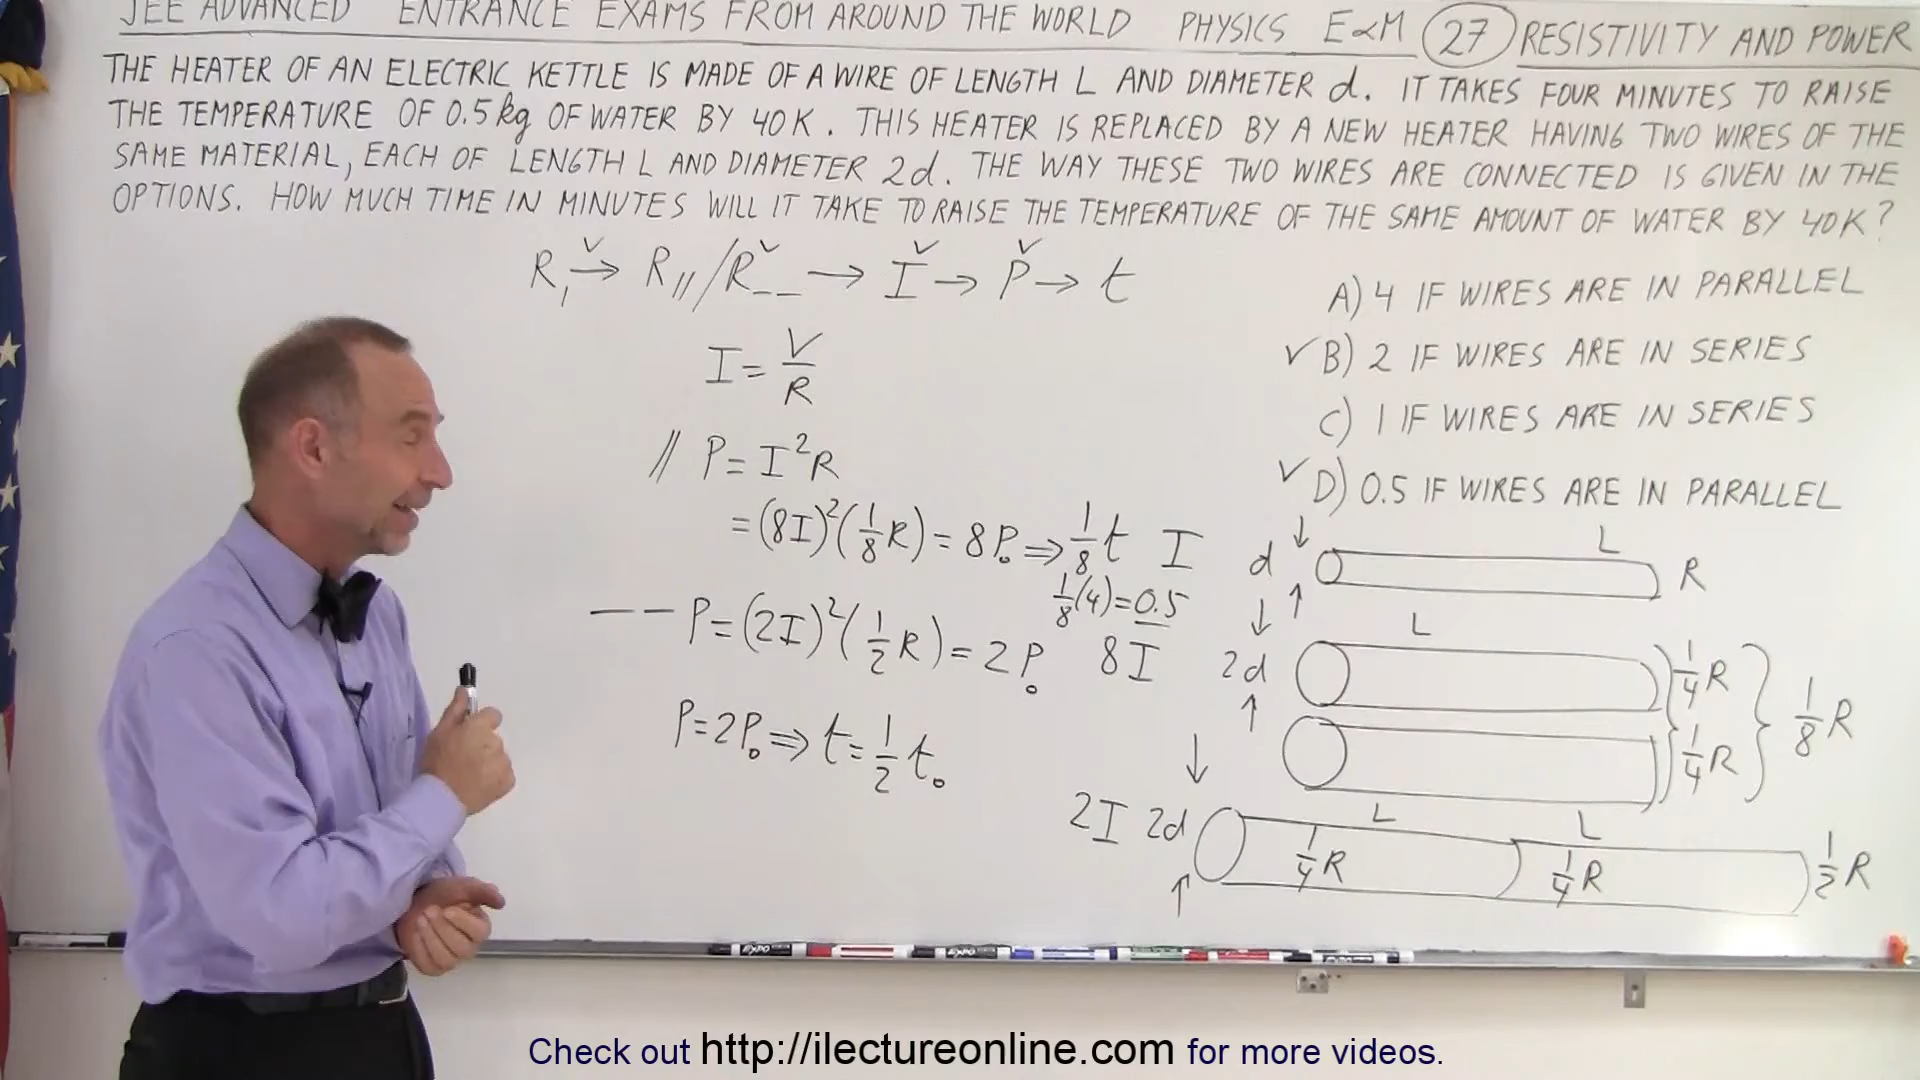 JEE ADVANCED ENTRANCE EXAMS FROM AROUND THE WORLD PHYSICS E∝M 27 RESISTIVITY AND POWER
THE HEATER OF AN ELECTRIC KETTLE IS MADE OF A WIRE OF LENGTH L AND DIAMETER d. IT TAKES FOUR MINUTES TO RAISE
THE TEMPERATURE OF 0.5 kg OF WATER BY 40 K. THIS HEATER IS REPLACED BY A NEW HEATER HAVING TWO WIRES OF THE
SAME MATERIAL, EACH OF LENGTH L AND DIAMETER 2d. THE WAY THESE TWO WIRES ARE CONNECTED IS GIVEN IN THE
OPTIONS. HOW MUCH TIME IN MINUTES WILL IT TAKE TO RAISE THE TEMPERATURE OF THE SAME AMOUNT OF WATER BY 40K?
R, → R// / R__ → I → P → t
I = V/R
// P = I²R
= (8I)²(1/8 R) = 8P₀ ⇒ 1/8 t
1/8(4) = 0.5
—— P = (2I)²(1/2 R) = 2P₀
P = 2P₀ ⇒ t = 1/2 t₀
A) 4 IF WIRES ARE IN PARALLEL
✓ B) 2 IF WIRES ARE IN SERIES
C) 1 IF WIRES ARE IN SERIES
✓ D) 0.5 IF WIRES ARE IN PARALLEL
I d ↓ ↑ L R
8I 2d ↓ ↑ L 1/4 R
1/4 R } 1/8 R
2I 2d ↓ ↑ L L
1/4 R 1/4 R 1/2 R
EXPO
EXPO
EXPO
Check out http://ilectureonline.com for more videos.